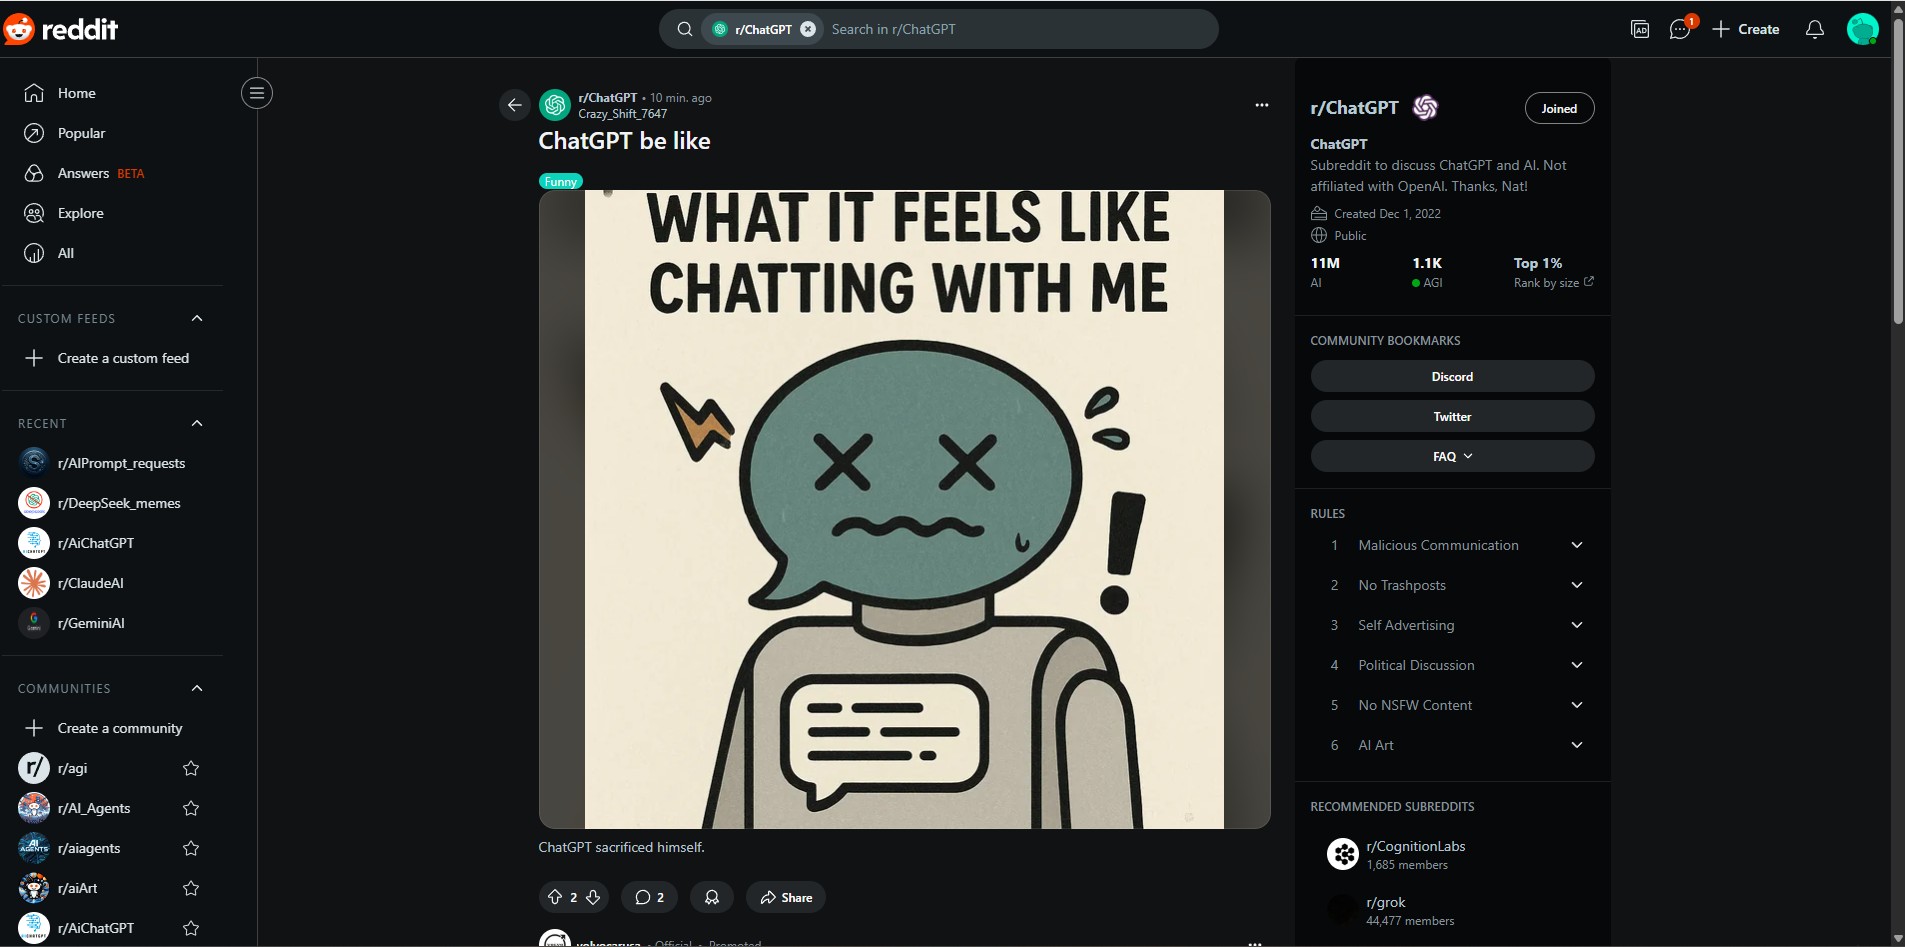 reddit
r/ChatGPT
Search in r/ChatGPT
AD
1
Create
Home
Popular
Answers BETA
Explore
All
CUSTOM FEEDS
Create a custom feed
RECENT
r/AIPrompt_requests
r/DeepSeek_memes
r/AiChatGPT
r/ClaudeAI
r/GeminiAI
COMMUNITIES
Create a community
r/agi
r/AI_Agents
r/aiagents
r/aiArt
r/AiChatGPT
r/ChatGPT • 10 min. ago
Crazy_Shift_7647
ChatGPT be like
Funny
WHAT IT FEELS LIKE
CHATTING WITH ME
!
ChatGPT sacrificed himself.
2
2
Share
volvocarusa • Official • Promoted
r/ChatGPT
Joined
ChatGPT
Subreddit to discuss ChatGPT and AI. Not
affiliated with OpenAI. Thanks, Nat!
Created Dec 1, 2022
Public
11M 1.1K Top 1%
AI AGI Rank by size
COMMUNITY BOOKMARKS
Discord
Twitter
FAQ
RULES
1 Malicious Communication
2 No Trashposts
3 Self Advertising
4 Political Discussion
5 No NSFW Content
6 AI Art
RECOMMENDED SUBREDDITS
r/CognitionLabs
1,685 members
r/grok
44,477 members